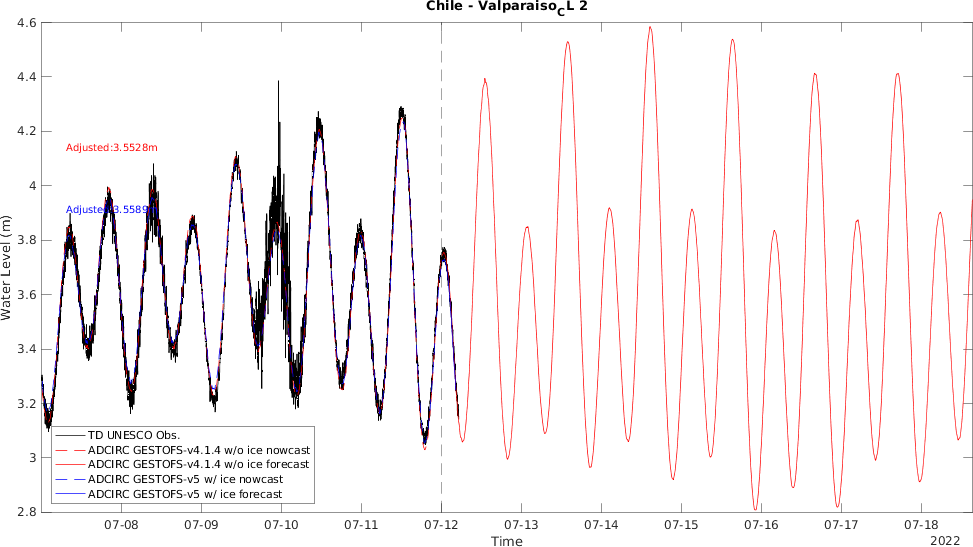 Chile - Valparaiso_CL 2
4.6
4.4
4.2
4
3.8
3.6
3.4
3.2
3
2.8
Water Level (m)
Adjusted:3.5528m
Adjusted:3.5589
TD UNESCO Obs.
ADCIRC GESTOFS-v4.1.4 w/o ice nowcast
ADCIRC GESTOFS-v4.1.4 w/o ice forecast
ADCIRC GESTOFS-v5 w/ ice nowcast
ADCIRC GESTOFS-v5 w/ ice forecast
07-08 07-09 07-10 07-11 07-12 07-13 07-14 07-15 07-16 07-17 07-18
Time
2022